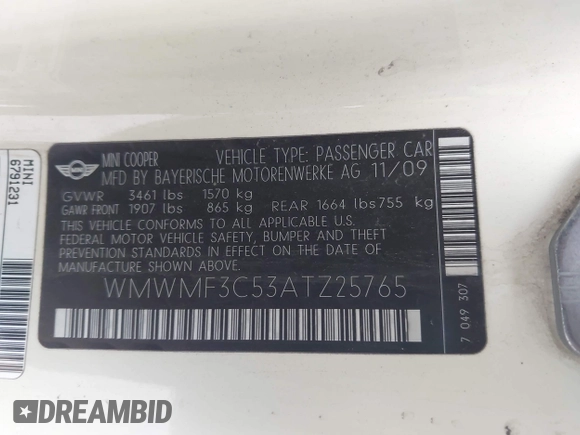 MINI COOPER
VEHICLE TYPE: PASSENGER CAR
MFD BY BAYERISCHE MOTORENWERKE AG 11/09
GVWR 3461 lbs 1570 kg
GAWR FRONT 1907 lbs 865 kg REAR 1664 lbs 755 kg
THIS VEHICLE CONFORMS TO ALL APPLICABLE U.S.
FEDERAL MOTOR VEHICLE SAFETY, BUMPER AND THEFT
PREVENTION STANDARDS IN EFFECT ON THE DATE OF
MANUFACTURE SHOWN ABOVE.
WMWMF3C53ATZ25765
7 049 307
MINI
6791231
DREAMBID